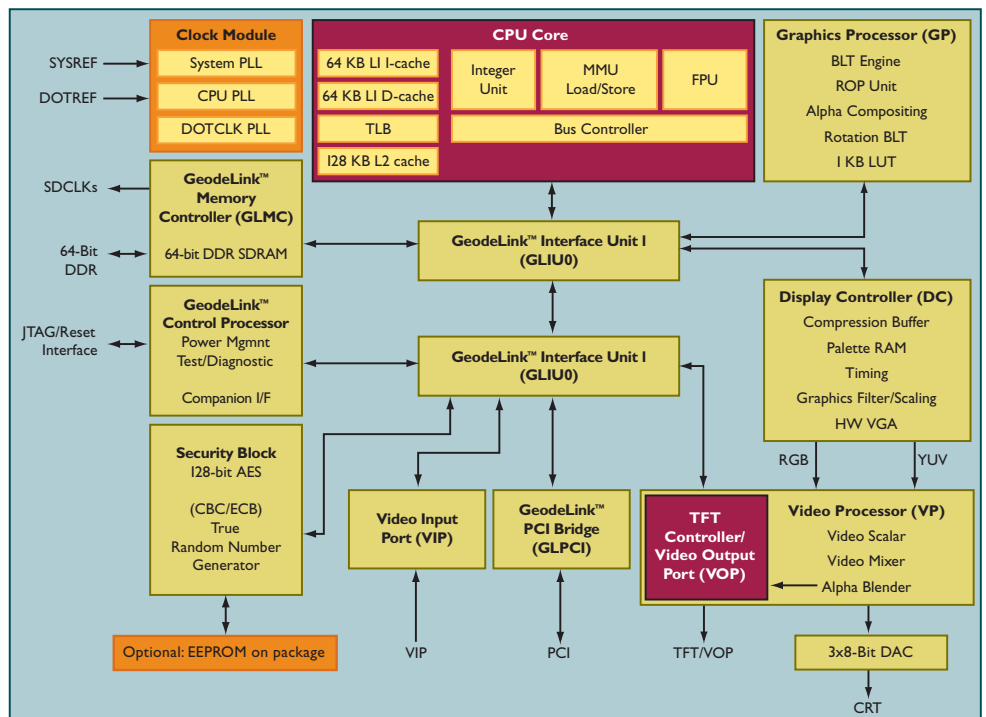 Clock Module
System PLL
CPU PLL
DOTCLK PLL
SYSREF
DOTREF
CPU Core
64 KB LI I-cache
64 KB LI D-cache
TLB
I28 KB L2 cache
Integer
Unit
MMU
Load/Store
FPU
Bus Controller
Graphics Processor (GP)
BLT Engine
ROP Unit
Alpha Compositing
Rotation BLT
I KB LUT
SDCLKs
64-Bit
DDR
GeodeLink™
Memory
Controller (GLMC)
64-bit DDR SDRAM
GeodeLink™ Interface Unit I
(GLIU0)
Display Controller (DC)
Compression Buffer
Palette RAM
Timing
Graphics Filter/Scaling
HW VGA
JTAG/Reset
Interface
GeodeLink™
Control Processor
Power Mgmnt
Test/Diagnostic
Companion I/F
GeodeLink™ Interface Unit I
(GLIU0)
RGB
YUV
Security Block
I28-bit AES
(CBC/ECB)
True
Random Number
Generator
Video Input
Port (VIP)
GeodeLink™
PCI Bridge
(GLPCI)
TFT
Controller/
Video Output
Port (VOP)
Video Processor (VP)
Video Scalar
Video Mixer
Alpha Blender
Optional: EEPROM on package
VIP
PCI
TFT/VOP
3x8-Bit DAC
CRT